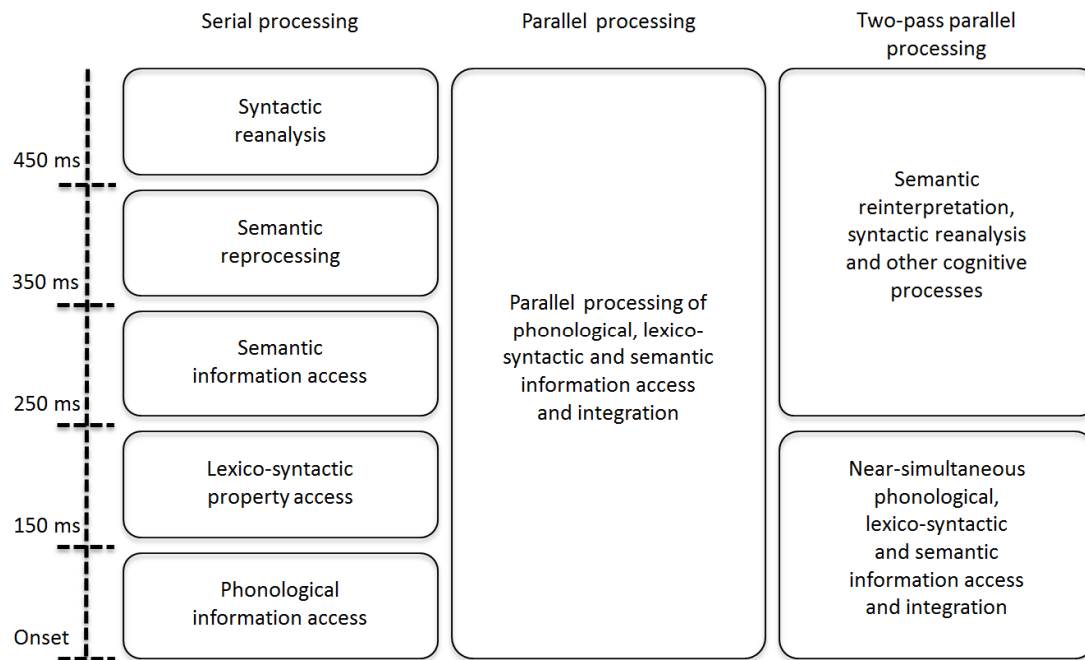 Serial processing
Parallel processing
Two-pass parallel
processing
450 ms
350 ms
250 ms
150 ms
Onset
Syntactic
reanalysis
Semantic
reprocessing
Semantic
information access
Lexico-syntactic
property access
Phonological
information access
Parallel processing of
phonological, lexico-
syntactic and semantic
information access
and integration
Semantic
reinterpretation,
syntactic reanalysis
and other cognitive
processes
Near-simultaneous
phonological,
lexico-syntactic
and semantic
information access
and integration